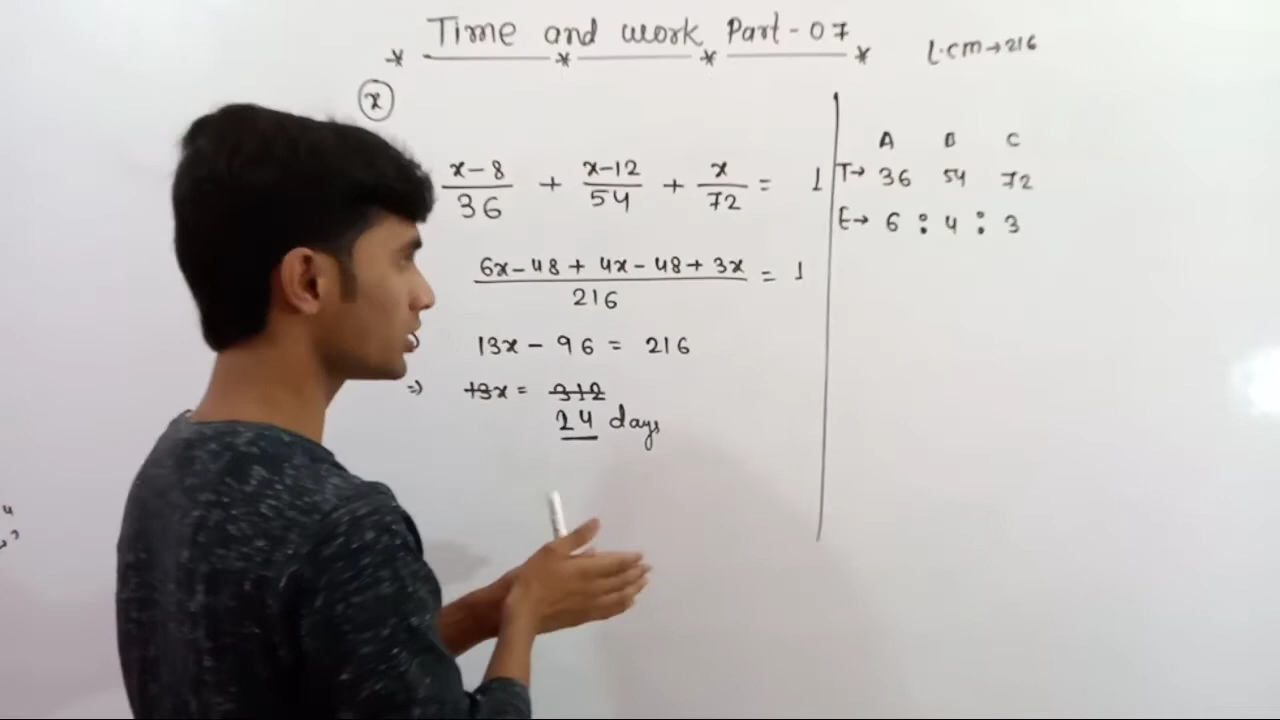 Time and work Part-07
L.cm→216
x
x-8/36 + x-12/54 + x/72 = 1
6x-48+4x-48+3x/216 = 1
13x-96 = 216
=> 13x = 312
24 days
A B C
T→ 36 54 72
E→ 6 : 4 : 3